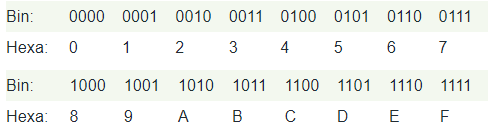 Bin: 0000 0001 0010 0011 0100 0101 0110 0111
Hexa: 0 1 2 3 4 5 6 7
Bin: 1000 1001 1010 1011 1100 1101 1110 1111
Hexa: 8 9 A B C D E F